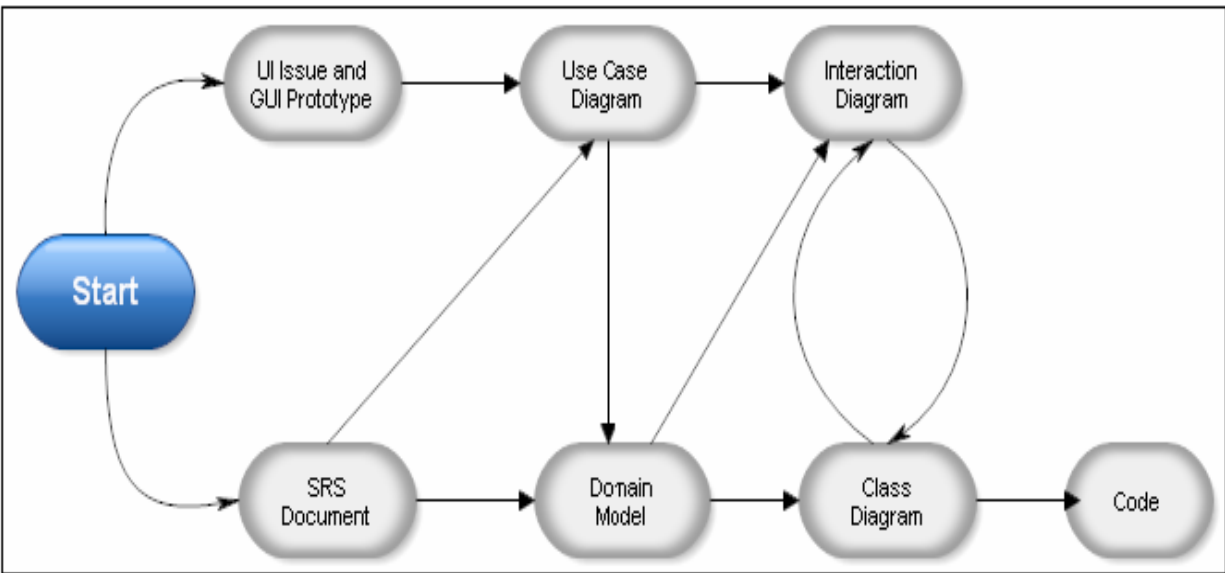 UI Issue and
GUI Prototype
Use Case
Diagram
Interaction
Diagram
Start
SRS
Document
Domain
Model
Class
Diagram
Code